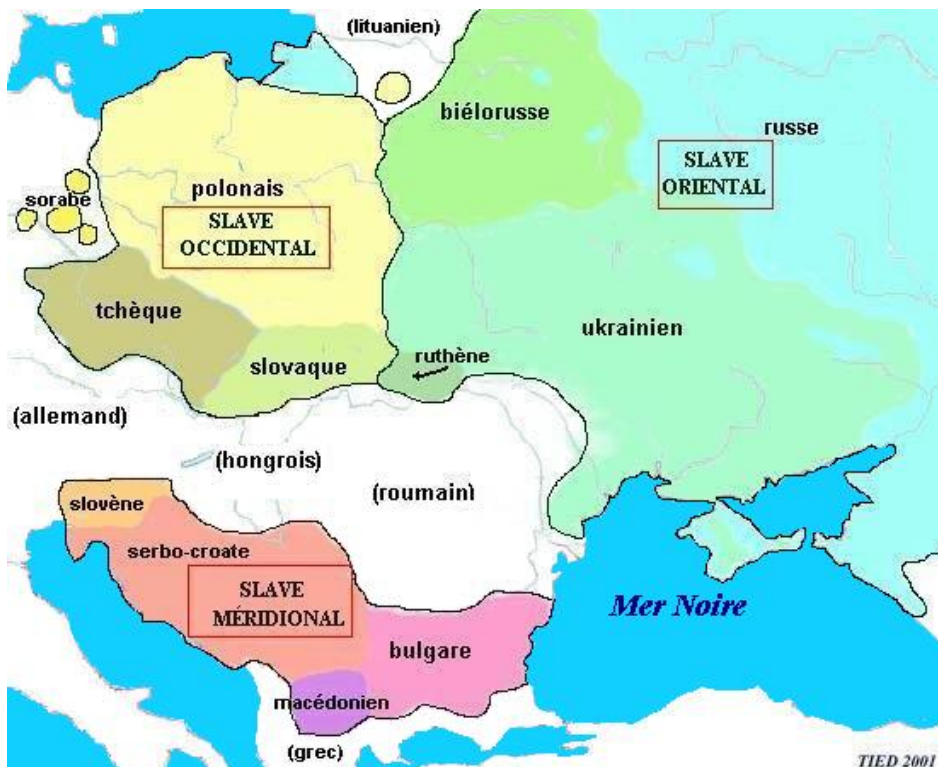 (lituanien)
biélorusse
russe
SLAVE
ORIENTAL
sorabe
polonais
SLAVE
OCCIDENTAL
tchèque
slovaque
ruthène
ukrainien
(allemand)
(hongrois)
(roumain)
slovène
serbo-croate
SLAVE
MÉRIDIONAL
Mer Noire
bulgare
macédonien
(grec)
TIED 2001